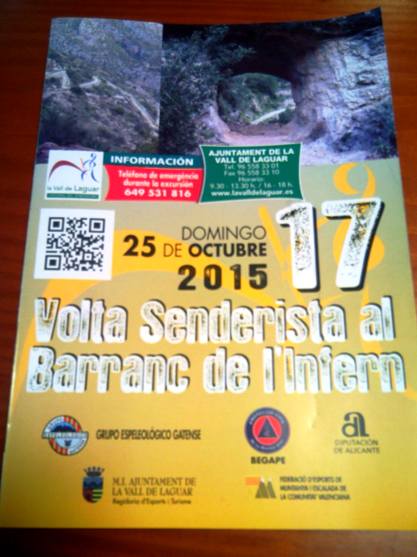 la Vall de Laguar
INFORMACIÓN
Teléfono de emergència
durante la excursión
649 531 816
AJUNTAMENT DE LA
VALL DE LAGUAR
Tel. 96 558 33 01
Fax 96 558 33 10
Horario:
9.30 - 13.30 h. / 16 - 18 h.
www.lavalldelaguar.es
DOMINGO
25 DE OCTUBRE
2015
17
Volta Senderista al
Barranc de l'Infern
GRUPO ESPELEOLÓGICO GATENSE
BEGAPE
DIPUTACIÓN
DE ALICANTE
M.I. AJUNTAMENT DE
LA VALL DE LAGUAR
Regidoria d'Esports i Turisme
FEDERACIÓ D'ESPORTS DE
MUNTANYA I ESCALADA DE
LA COMUNITAT VALENCIANA